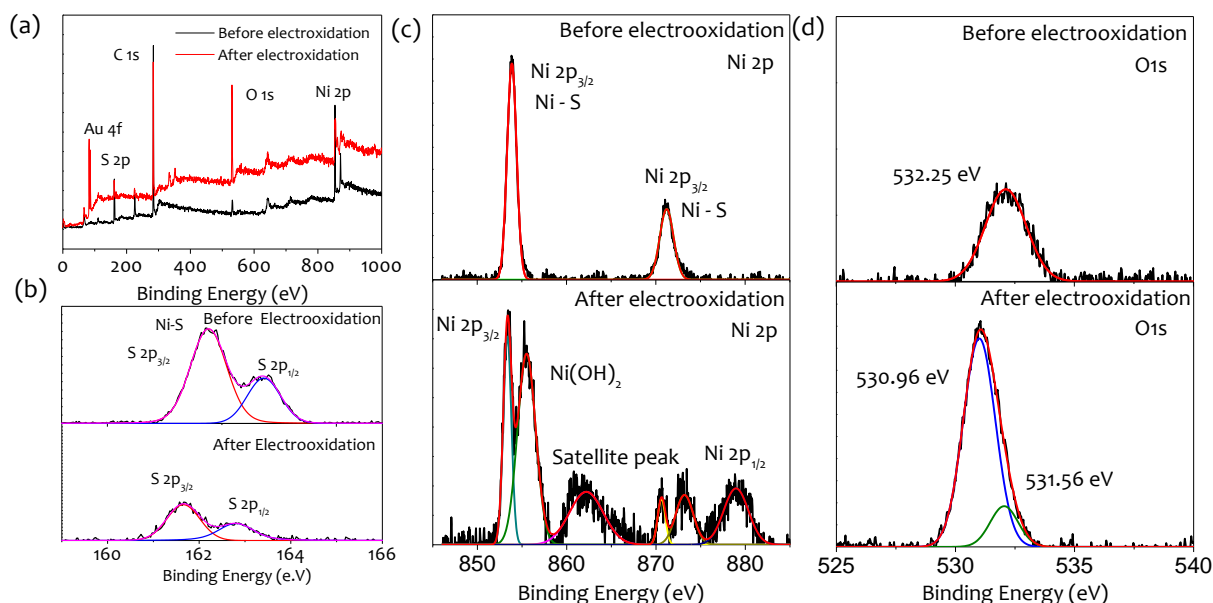 (a)
Before electroxidation
After electroxidation
C 1s
O 1s
Ni 2p
Au 4f
S 2p
0 200 400 600 800 1000
Binding Energy (eV)
(b)
Ni-S
Before Electrooxidation
S 2p3/2
S 2p1/2
After Electrooxidation
S 2p3/2
S 2p1/2
160 162 164 166
Binding Energy (e.V)
(c)
Before electrooxidation
Ni 2p
Ni 2p3/2
Ni - S
Ni 2p3/2
Ni - S
After electrooxidation
Ni 2p
Ni 2p3/2
Ni(OH)2
Satellite peak
Ni 2p1/2
850 860 870 880
Binding Energy (eV)
(d)
Before electrooxidation
O1s
532.25 eV
After electrooxidation
O1s
530.96 eV
531.56 eV
525 530 535 540
Binding Energy (eV)